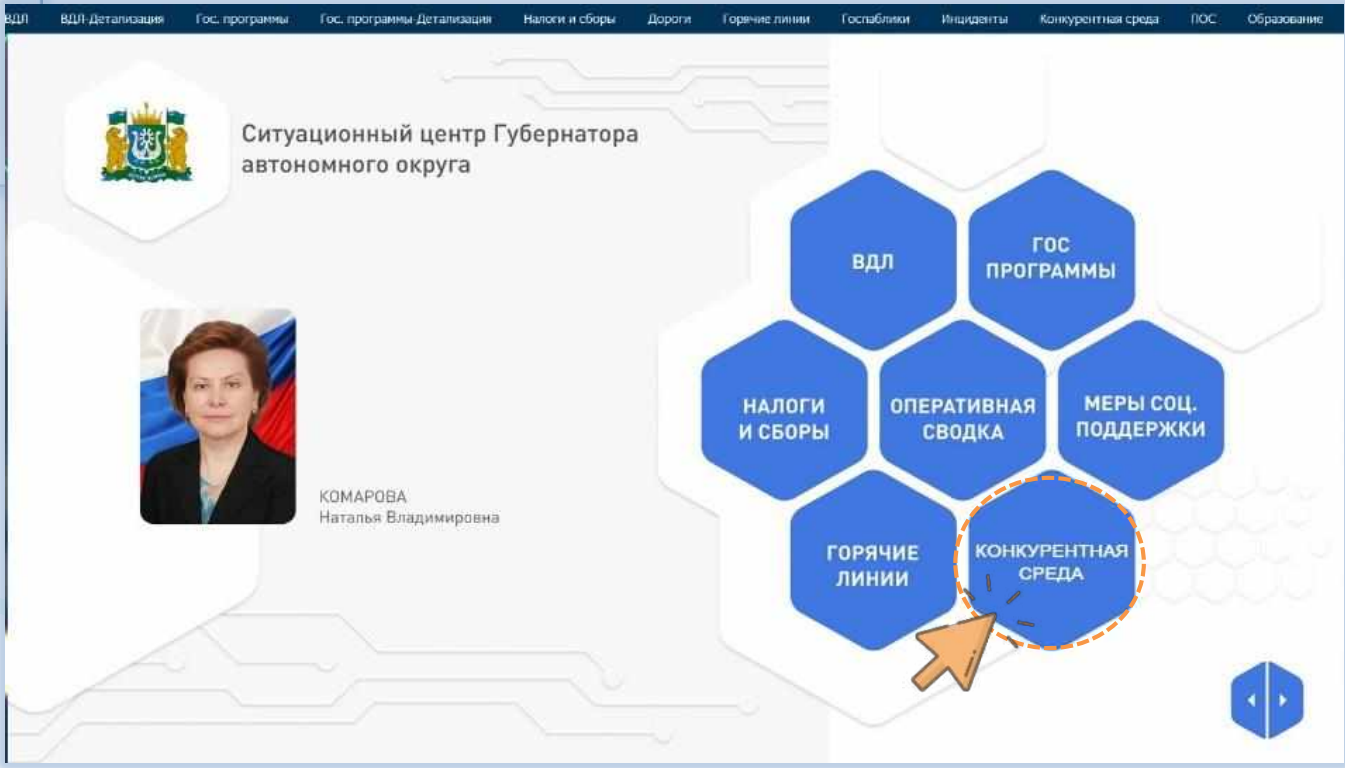 ВДЛ ВДЛ-Детализация Гос. программы Гос. программы-Детализация Налоги и сборы Дороги Горячие линии Госпаблики Инциденты Конкурентная среда ПОС Образование
Ситуационный центр Губернатора
автономного округа
ВДЛ
ГОС
ПРОГРАММЫ
НАЛОГИ
И СБОРЫ
ОПЕРАТИВНАЯ
СВОДКА
МЕРЫ СОЦ.
ПОДДЕРЖКИ
КОМАРОВА
Наталья Владимировна
ГОРЯЧИЕ
ЛИНИИ
КОНКУРЕНТНАЯ
СРЕДА